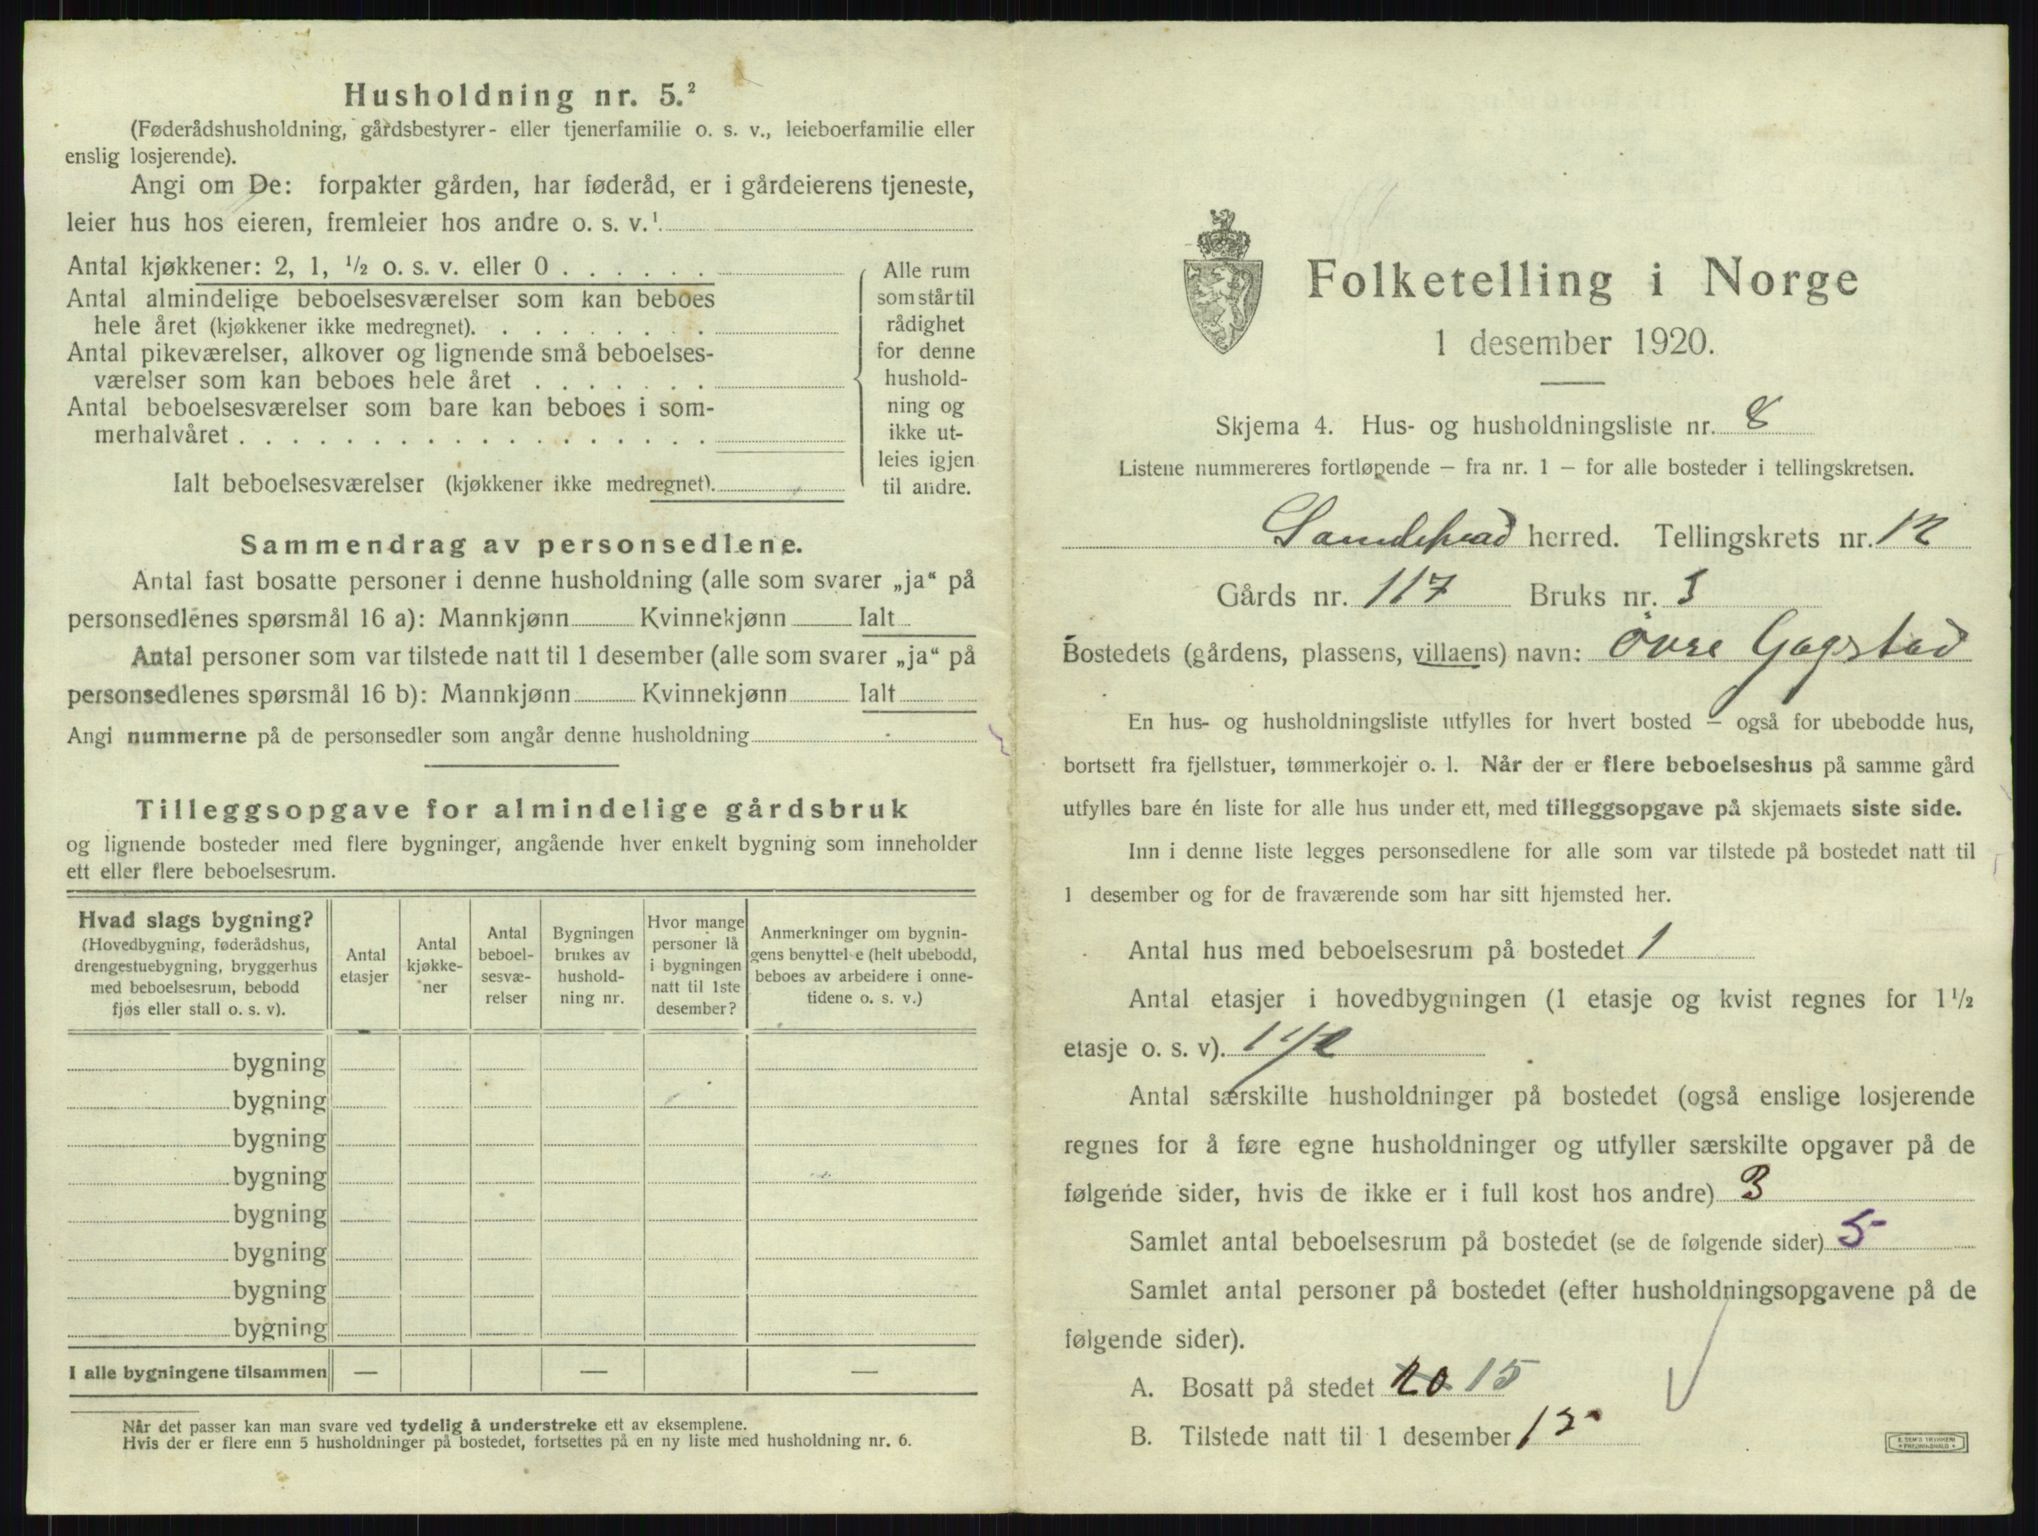 Husholdning nr. 5.²
(Føderådshusholdning, gårdsbestyrer- eller tjenerfamilie o. s. v., leieboerfamilie eller
enslig losjerende).
Angi om De: forpakter gården, har føderåd, er i gårdeierens tjeneste,
leier hus hos eieren, fremleier hos andre o. s. v.¹
Antal kjøkkener: 2, 1, ½ o. s. v. eller 0
Antal almindelige beboelsesværelser som kan beboes
hele året (kjøkkener ikke medregnet).
Antal pikeværelser, alkover og lignende små beboelses-
værelser som kan beboes hele året
Antal beboelsesværelser som bare kan beboes i som-
merhalvåret
Ialt beboelsesværelser (kjøkkener ikke medregnet).
Alle rum
som står til
rådighet
for denne
hushold-
ning og
ikke ut-
leies igjen
til andre.
Sammendrag av personsedlene.
Antal fast bosatte personer i denne husholdning (alle som svarer „ja“ på
personsedlenes spørsmål 16 a): Mannkjønn Kvinnekjønn Ialt
Antal personer som var tilstede natt til 1 desember (alle som svarer „ja“ på
personsedlenes spørsmål 16 b): Mannkjønn Kvinnekjønn Ialt
Angi nummerne på de personsedler som angår denne husholdning
Tilleggsopgave for almindelige gårdsbruk
og lignende bosteder med flere bygninger, angående hver enkelt bygning som inneholder
ett eller flere beboelsesrum.
Hvad slags bygning?
(Hovedbygning, føderådshus,
drengestuebygning, bryggerhus
med beboelsesrum, bebodd
fjøs eller stall o. s. v).
Antal
etasjer
Antal
kjøkke-
ner
Antal
beboel-
sesvæ-
relser
Bygningen
brukes av
hushold-
ning nr.
Hvor mange
personer lå
i bygningen
natt til 1ste
desember?
Anmerkninger om bygnin-
gens benyttel e (helt ubebodd,
beboes av arbeidere i onne-
tidene o. s. v.)
bygning
bygning
bygning
bygning
bygning
bygning
bygning
bygning
I alle bygningene tilsammen — — —
Når det passer kan man svare ved tydelig å understreke ett av eksemplene.
Hvis der er flere enn 5 husholdninger på bostedet, fortsettes på en ny liste med husholdning nr. 6.
Folketelling i Norge
1 desember 1920.
Skjema 4. Hus- og husholdningsliste nr. 8
Listene nummereres fortløpende — fra nr. 1 — for alle bosteder i tellingskretsen.
Sandeherad herred. Tellingskrets nr. 12
Gårds nr. 117 Bruks nr. 3
Bostedets (gårdens, plassens, villaens) navn: Øvre Gogstad
En hus- og husholdningsliste utfylles for hvert bosted — også for ubebodde hus,
bortsett fra fjellstuer, tømmerkojer o. l. Når der er flere beboelseshus på samme gård
utfylles bare én liste for alle hus under ett, med tilleggsopgave på skjemaets siste side.
Inn i denne liste legges personsedlene for alle som var tilstede på bostedet natt til
1 desember og for de fraværende som har sitt hjemsted her.
Antal hus med beboelsesrum på bostedet 1
Antal etasjer i hovedbygningen (1 etasje og kvist regnes for 1 ½
etasje o. s. v). 1 1/2
Antal særskilte husholdninger på bostedet (også enslige losjerende
regnes for å føre egne husholdninger og utfyller særskilte opgaver på de
følgende sider, hvis de ikke er i full kost hos andre) 3
Samlet antal beboelsesrum på bostedet (se de følgende sider) 5
Samlet antal personer på bostedet (efter husholdningsopgavene på de
følgende sider).
A. Bosatt på stedet 20 15
B. Tilstede natt til 1 desember 12
E. SEM'S TRYKKERI
• FREDRIKSHALD •